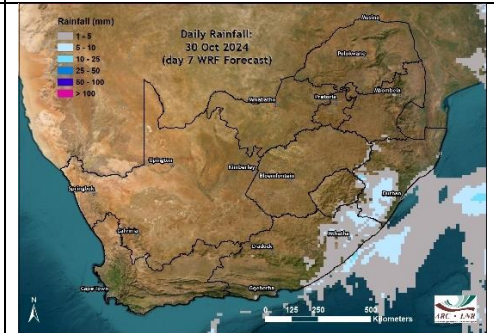 Rainfall (mm)
1 - 5
5 - 10
10 - 25
25 - 50
50 - 100
> 100
Daily Rainfall:
30 Oct 2024
(day 7 WRF Forecast)
Musina
Polokwane
Mbombela
Pretoria
Mahikeng
Upington
Kimberley
Bloemfontein
Springbok
Durban
Calvinia
Mthatha
Cradock
Cape Town
Gqeberha
N
0 125 250 500
Kilometers
ARC • LNR